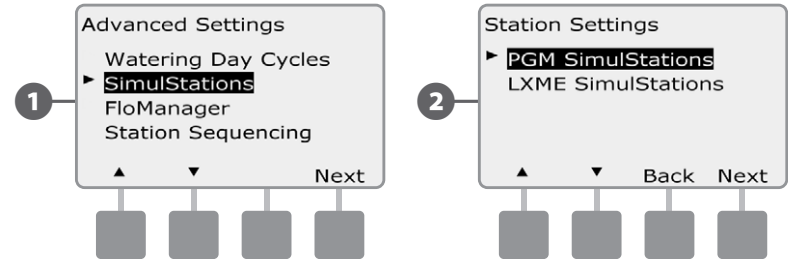 1
Advanced Settings
Watering Day Cycles
► SimulStations
FloManager
Station Sequencing
▲ ▼ Next
2
Station Settings
► PGM SimulStations
LXME SimulStations
▲ ▼ Back Next